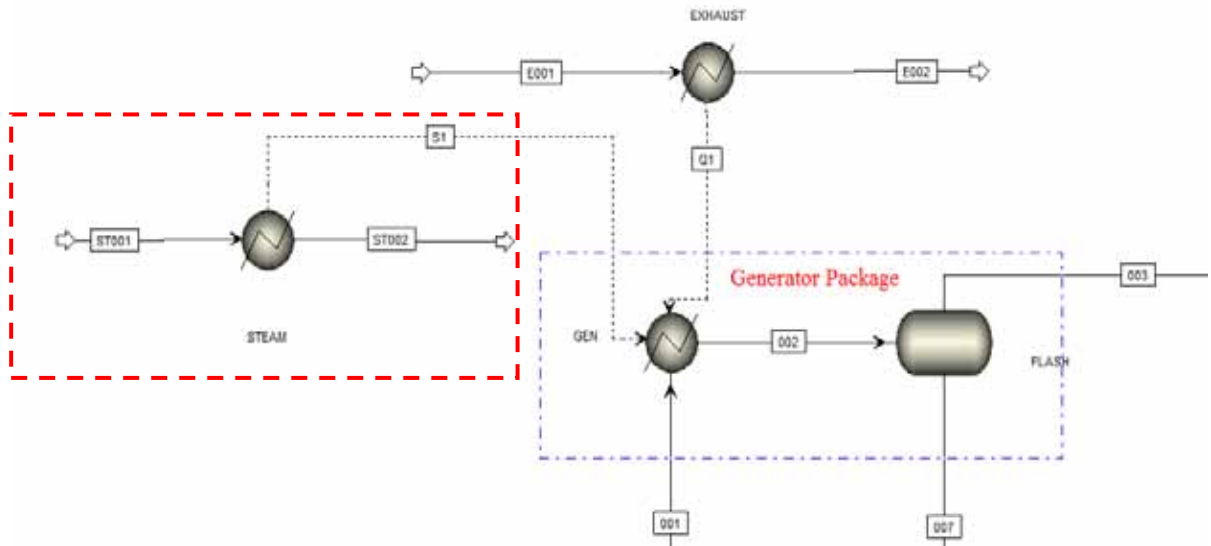 EXHAUST
E001
E002
S1
Q1
ST001
ST002
STEAM
Generator Package
003
GEN
002
FLASH
001
007